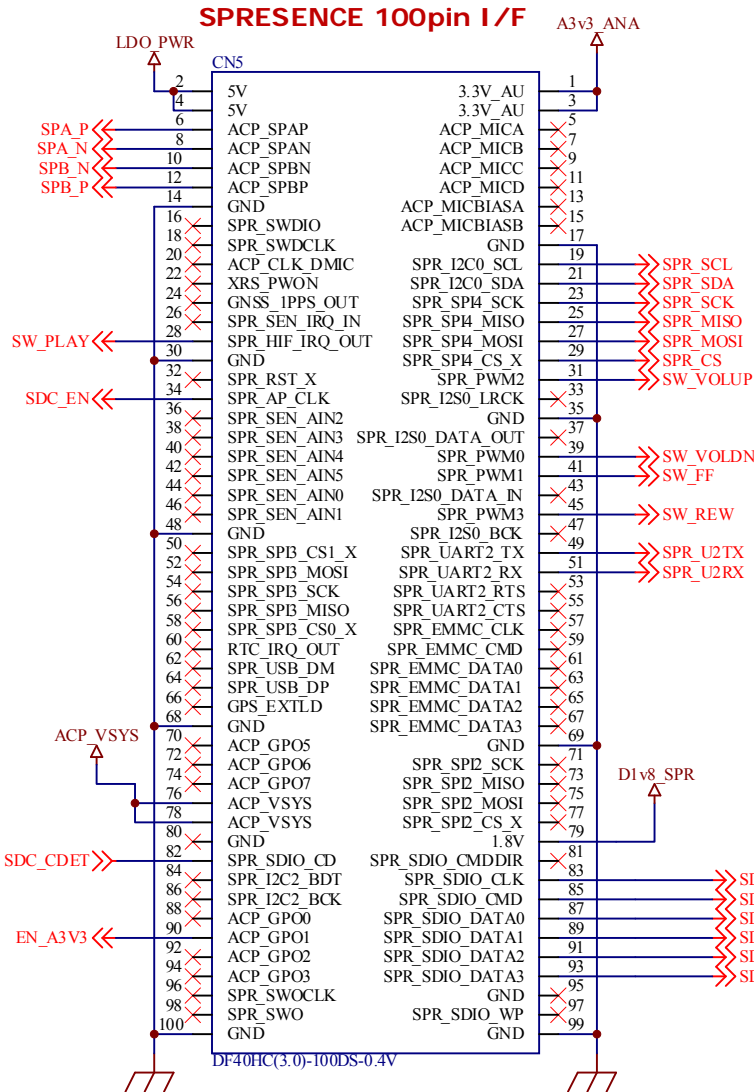 SPRESENCE 100pin I/F
LDO_PWR
A3v3_ANA
CN5
2 5V 3.3V_AU 1
4 5V 3.3V_AU 3
SPA_P 6 ACP_SPAP ACP_MICA 5
SPA_N 8 ACP_SPAN ACP_MICB 7
SPB_N 10 ACP_SPBN ACP_MICC 9
SPB_P 12 ACP_SPBP ACP_MICD 11
14 GND ACP_MICBIASA 13
16 SPR_SWDIO ACP_MICBIASB 15
18 SPR_SWDCLK GND 17
20 ACP_CLK_DMIC SPR_I2C0_SCL 19 SPR_SCL
22 XRS_PWON SPR_I2C0_SDA 21 SPR_SDA
24 GNSS_1PPS_OUT SPR_SPI4_SCK 23 SPR_SCK
26 SPR_SEN_IRQ_IN SPR_SPI4_MISO 25 SPR_MISO
SW_PLAY 28 SPR_HIF_IRQ_OUT SPR_SPI4_MOSI 27 SPR_MOSI
30 GND SPR_SPI4_CS_X 29 SPR_CS
32 SPR_RST_X SPR_PWM2 31 SW_VOLUP
SDC_EN 34 SPR_AP_CLK SPR_I2S0_LRCK 33
36 SPR_SEN_AIN2 GND 35
38 SPR_SEN_AIN3 SPR_I2S0_DATA_OUT 37
40 SPR_SEN_AIN4 SPR_PWM0 39 SW_VOLDN
42 SPR_SEN_AIN5 SPR_PWM1 41 SW_FF
44 SPR_SEN_AIN0 SPR_I2S0_DATA_IN 43
46 SPR_SEN_AIN1 SPR_PWM3 45 SW_REW
48 GND SPR_I2S0_BCK 47
50 SPR_SPI3_CS1_X SPR_UART2_TX 49 SPR_U2TX
52 SPR_SPI3_MOSI SPR_UART2_RX 51 SPR_U2RX
54 SPR_SPI3_SCK SPR_UART2_RTS 53
56 SPR_SPI3_MISO SPR_UART2_CTS 55
58 SPR_SPI3_CS0_X SPR_EMMC_CLK 57
60 RTC_IRQ_OUT SPR_EMMC_CMD 59
62 SPR_USB_DM SPR_EMMC_DATA0 61
64 SPR_USB_DP SPR_EMMC_DATA1 63
66 GPS_EXTLD SPR_EMMC_DATA2 65
68 GND SPR_EMMC_DATA3 67
ACP_VSYS
70 ACP_GPO5 GND 69
72 ACP_GPO6 SPR_SPI2_SCK 71
74 ACP_GPO7 SPR_SPI2_MISO 73
D1v8_SPR
76 ACP_VSYS SPR_SPI2_MOSI 75
78 ACP_VSYS SPR_SPI2_CS_X 77
80 GND 1.8V 79
SDC_CDET 82 SPR_SDIO_CD SPR_SDIO_CMDDIR 81
84 SPR_I2C2_BDT SPR_SDIO_CLK 83
86 SPR_I2C2_BCK SPR_SDIO_CMD 85
88 ACP_GPO0 SPR_SDIO_DATA0 87
EN_A3V3 90 ACP_GPO1 SPR_SDIO_DATA1 89
92 ACP_GPO2 SPR_SDIO_DATA2 91
94 ACP_GPO3 SPR_SDIO_DATA3 93
96 SPR_SWOCLK GND 95
98 SPR_SWO SPR_SDIO_WP 97
100 GND GND 99
DF40HC(3.0)-100DS-0.4V